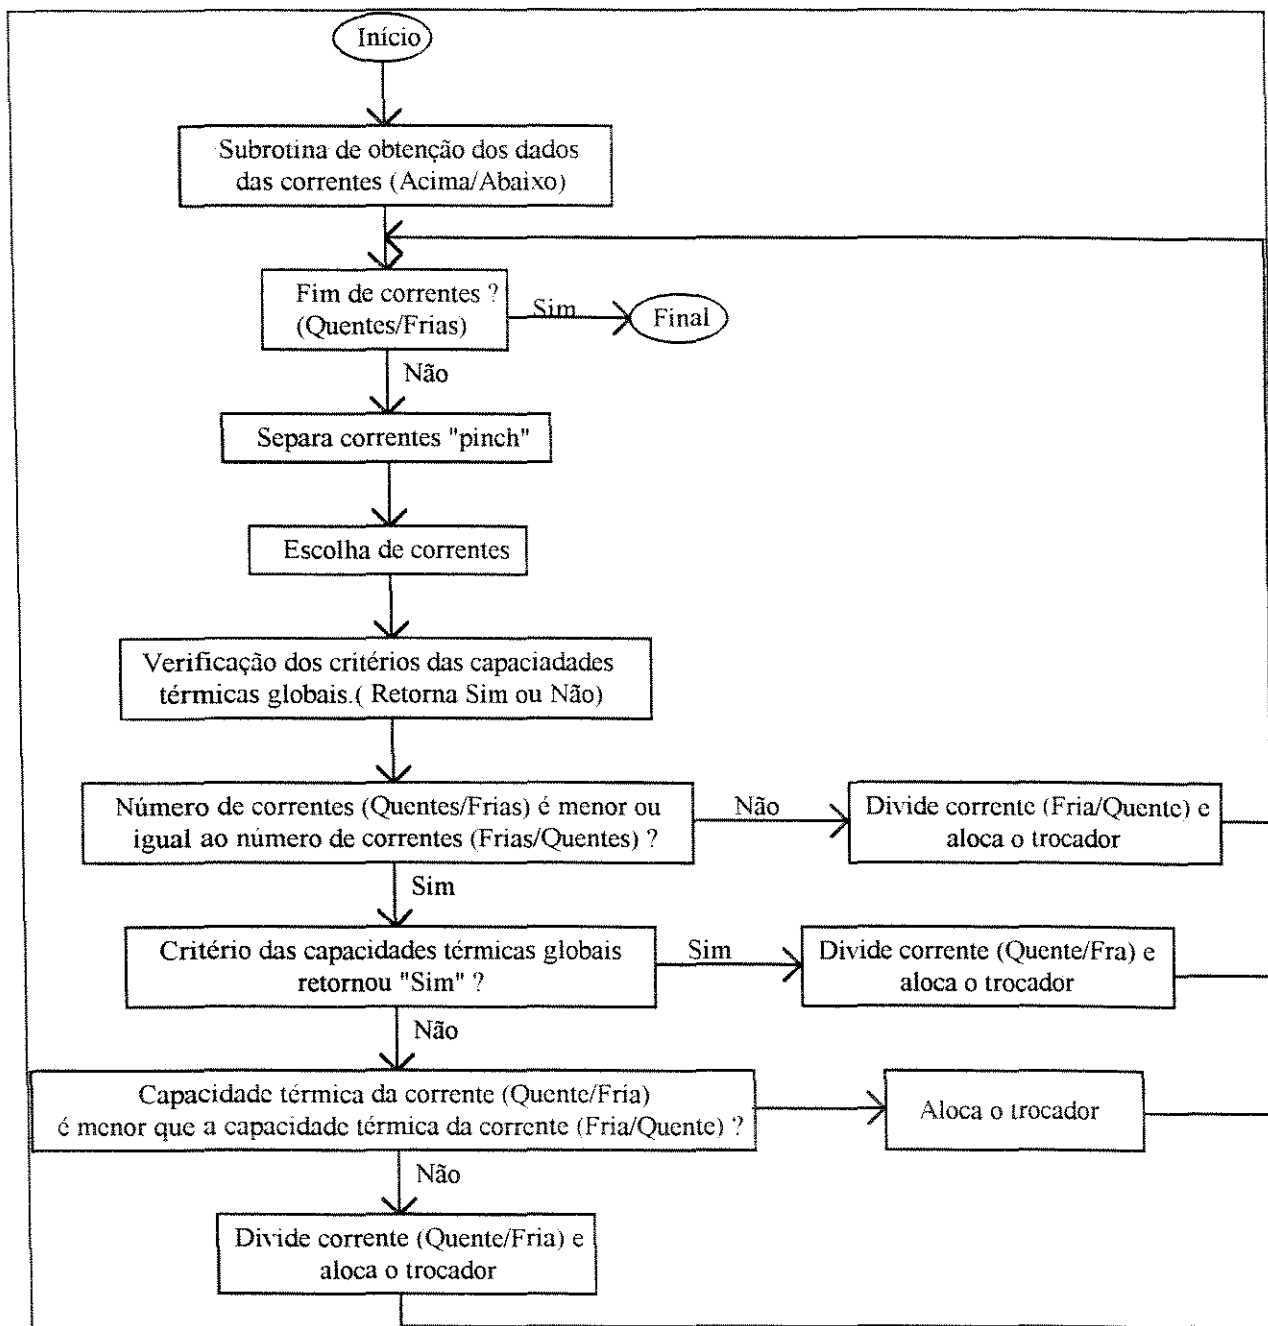 Início
Subrotina de obtenção dos dados
das correntes (Acima/Abaixo)
Fim de correntes ?
(Quentes/Frias)
Sim
Final
Não
Separa correntes "pinch"
Escolha de correntes
Verificação dos critérios das capaciadades
térmicas globais.( Retorna Sim ou Não)
Número de correntes (Quentes/Frias) é menor ou
igual ao número de correntes (Frias/Quentes) ?
Não
Divide corrente (Fria/Quente) e
aloca o trocador
Sim
Critério das capacidades térmicas globais
retornou "Sim" ?
Sim
Divide corrente (Quente/Fra) e
aloca o trocador
Não
Capacidade térmica da corrente (Quente/Fria)
é menor que a capacidade térmica da corrente (Fria/Quente) ?
Aloca o trocador
Não
Divide corrente (Quente/Fria) e
aloca o trocador